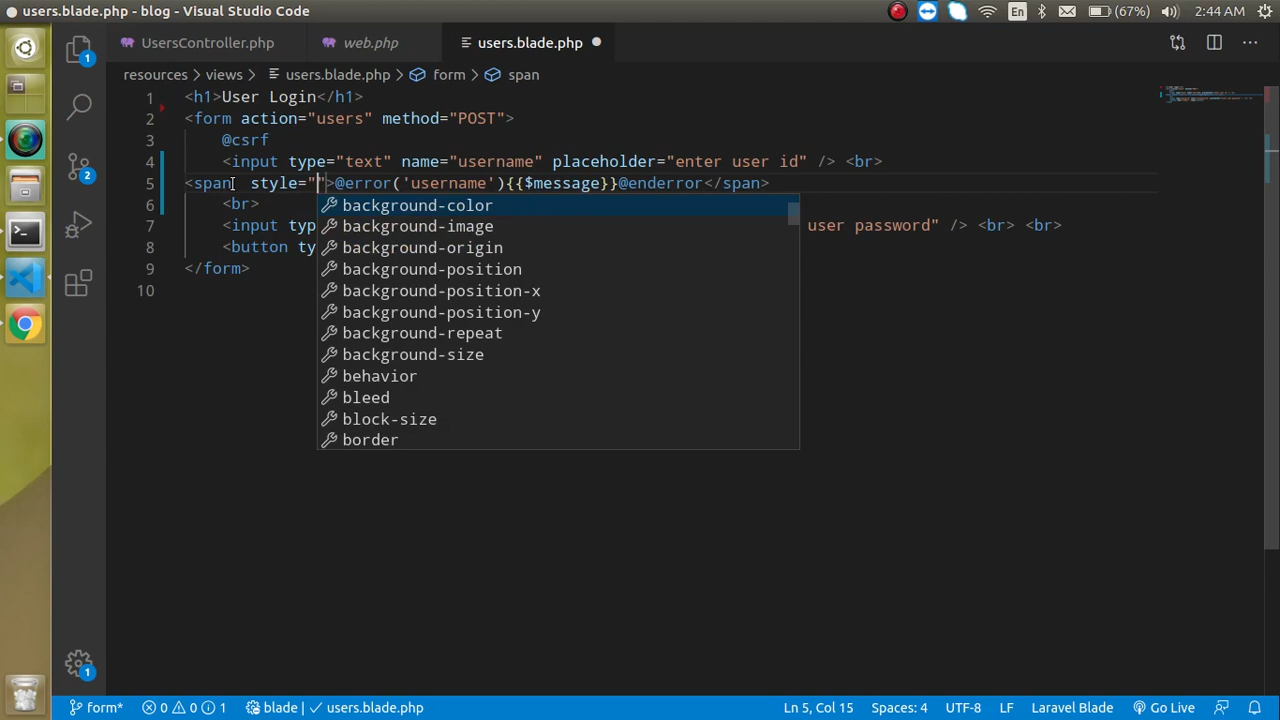 users.blade.php - blog - Visual Studio Code
En
(67%)
2:44 AM
UsersController.php
web.php
users.blade.php
resources > views > users.blade.php > form > span
1 <h1>User Login</h1>
2 <form action="users" method="POST">
3 @csrf
4 <input type="text" name="username" placeholder="enter user id" /> <br>
5 <span  style="">@error('username'){{$message}}@enderror</span>
6 <br>
7 <input typ user password" /> <br> <br>
8 <button ty
9 </form>
10
background-color
background-image
background-origin
background-position
background-position-x
background-position-y
background-repeat
background-size
behavior
bleed
block-size
border
1
2
1
form*
0
0
1
blade
users.blade.php
Ln 5, Col 15
Spaces: 4
UTF-8
LF
Laravel Blade
Go Live